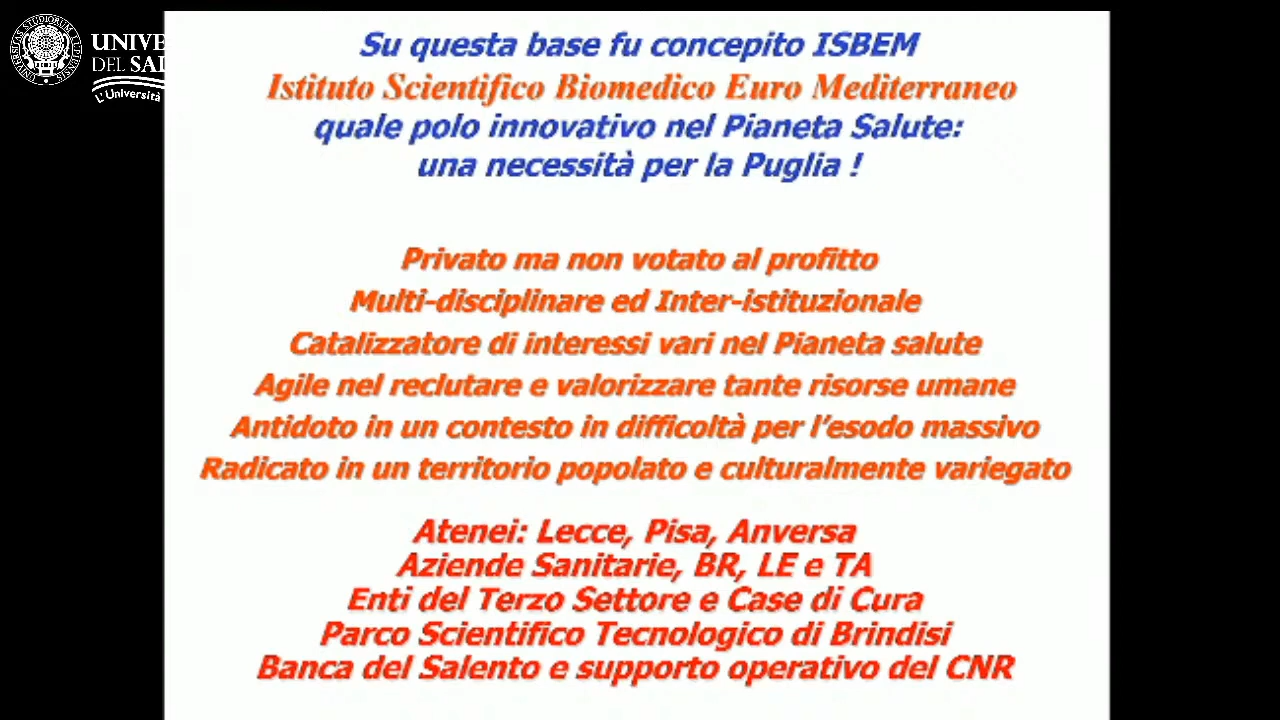 UNIVE
DEL SAL
L'Università
Su questa base fu concepito ISBEM
Istituto Scientifico Biomedico Euro Mediterraneo
quale polo innovativo nel Pianeta Salute:
una necessità per la Puglia !
Privato ma non votato al profitto
Multi-disciplinare ed Inter-istituzionale
Catalizzatore di interessi vari nel Pianeta salute
Agile nel reclutare e valorizzare tante risorse umane
Antidoto in un contesto in difficoltà per l'esodo massivo
Radicato in un territorio popolato e culturalmente variegato
Atenei: Lecce, Pisa, Anversa
Aziende Sanitarie, BR, LE e TA
Enti del Terzo Settore e Case di Cura
Parco Scientifico Tecnologico di Brindisi
Banca del Salento e supporto operativo del CNR